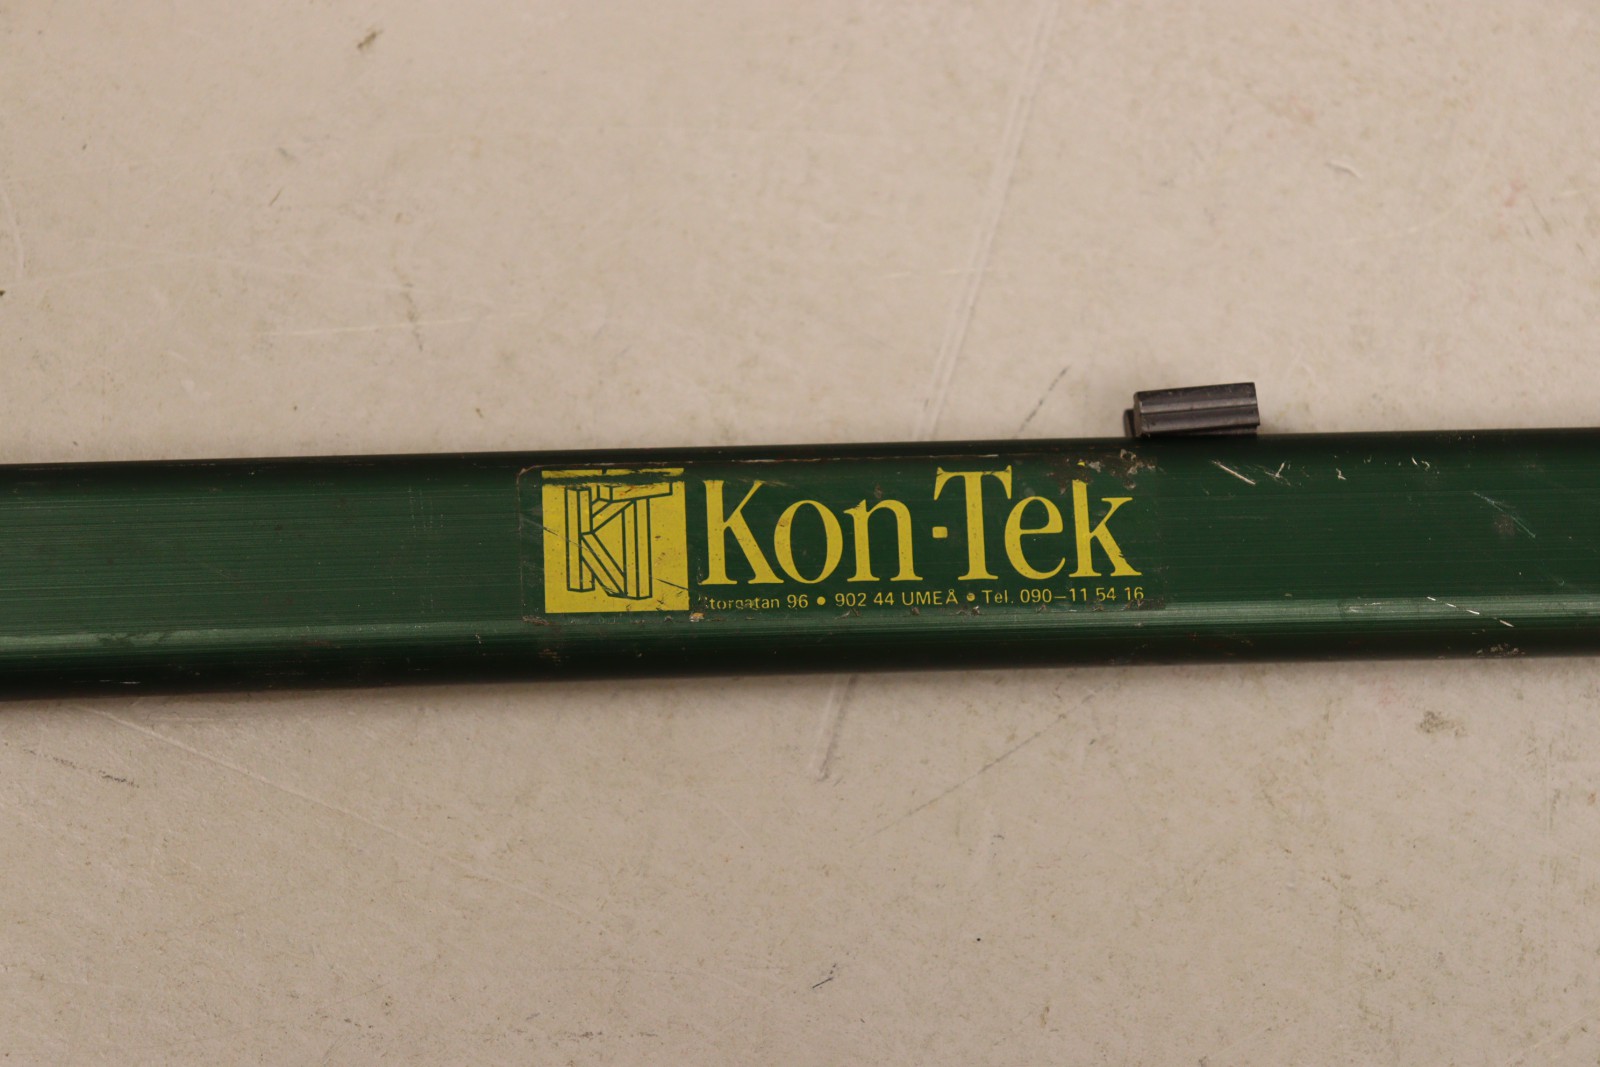 KT Kon-Tek
Storgatan 96 • 902 44 UMEÅ • Tel. 090-11 54 16